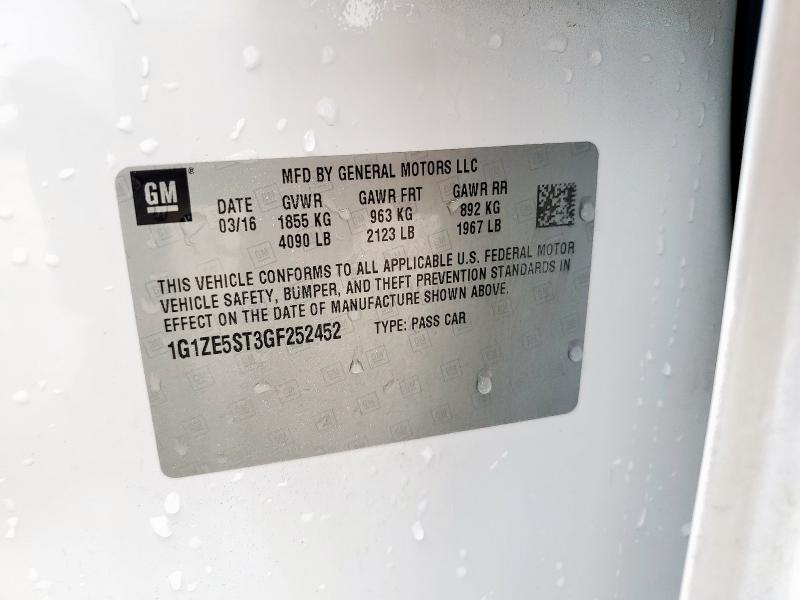 GM
MFD BY GENERAL MOTORS LLC
DATE GVWR GAWR FRT GAWR RR
03/16 1855 KG 963 KG 892 KG
4090 LB 2123 LB 1967 LB
THIS VEHICLE CONFORMS TO ALL APPLICABLE U.S. FEDERAL MOTOR
VEHICLE SAFETY, BUMPER, AND THEFT PREVENTION STANDARDS IN
EFFECT ON THE DATE OF MANUFACTURE SHOWN ABOVE.
1G1ZE5ST3GF252452 TYPE: PASS CAR